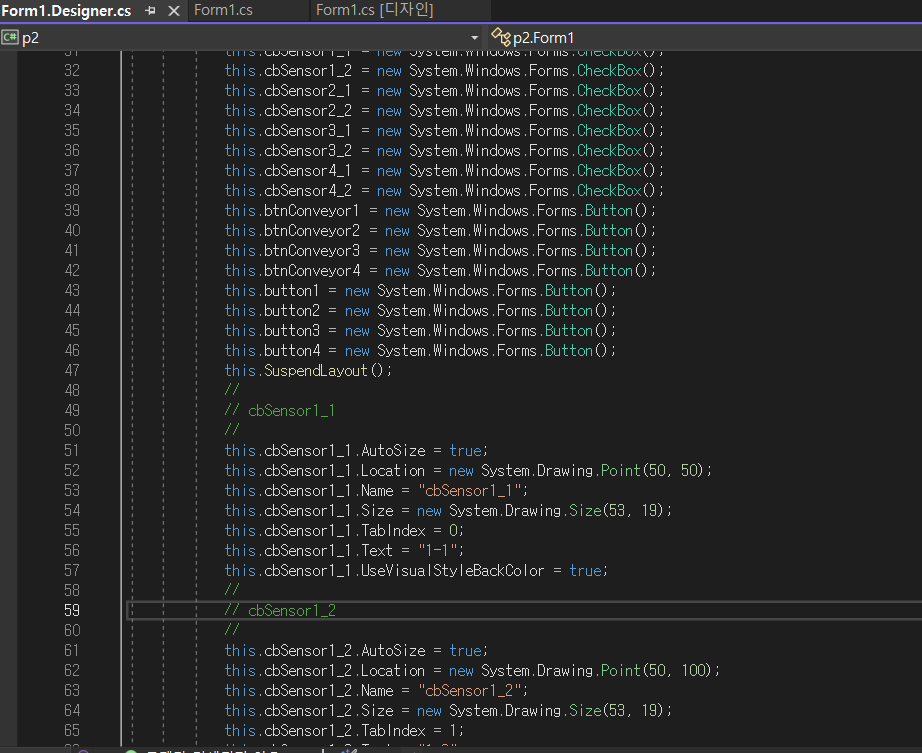 Form1.Designer.cs
Form1.cs
Form1.cs [디자인]
C# p2
p2.Form1
31 this.cbSensor1_1 = new System.Windows.Forms.CheckBox();
32 this.cbSensor1_2 = new System.Windows.Forms.CheckBox();
33 this.cbSensor2_1 = new System.Windows.Forms.CheckBox();
34 this.cbSensor2_2 = new System.Windows.Forms.CheckBox();
35 this.cbSensor3_1 = new System.Windows.Forms.CheckBox();
36 this.cbSensor3_2 = new System.Windows.Forms.CheckBox();
37 this.cbSensor4_1 = new System.Windows.Forms.CheckBox();
38 this.cbSensor4_2 = new System.Windows.Forms.CheckBox();
39 this.btnConveyor1 = new System.Windows.Forms.Button();
40 this.btnConveyor2 = new System.Windows.Forms.Button();
41 this.btnConveyor3 = new System.Windows.Forms.Button();
42 this.btnConveyor4 = new System.Windows.Forms.Button();
43 this.button1 = new System.Windows.Forms.Button();
44 this.button2 = new System.Windows.Forms.Button();
45 this.button3 = new System.Windows.Forms.Button();
46 this.button4 = new System.Windows.Forms.Button();
47 this.SuspendLayout();
48 //
49 // cbSensor1_1
50 //
51 this.cbSensor1_1.AutoSize = true;
52 this.cbSensor1_1.Location = new System.Drawing.Point(50, 50);
53 this.cbSensor1_1.Name = "cbSensor1_1";
54 this.cbSensor1_1.Size = new System.Drawing.Size(53, 19);
55 this.cbSensor1_1.TabIndex = 0;
56 this.cbSensor1_1.Text = "1-1";
57 this.cbSensor1_1.UseVisualStyleBackColor = true;
58 //
59 // cbSensor1_2
60 //
61 this.cbSensor1_2.AutoSize = true;
62 this.cbSensor1_2.Location = new System.Drawing.Point(50, 100);
63 this.cbSensor1_2.Name = "cbSensor1_2";
64 this.cbSensor1_2.Size = new System.Drawing.Size(53, 19);
65 this.cbSensor1_2.TabIndex = 1;